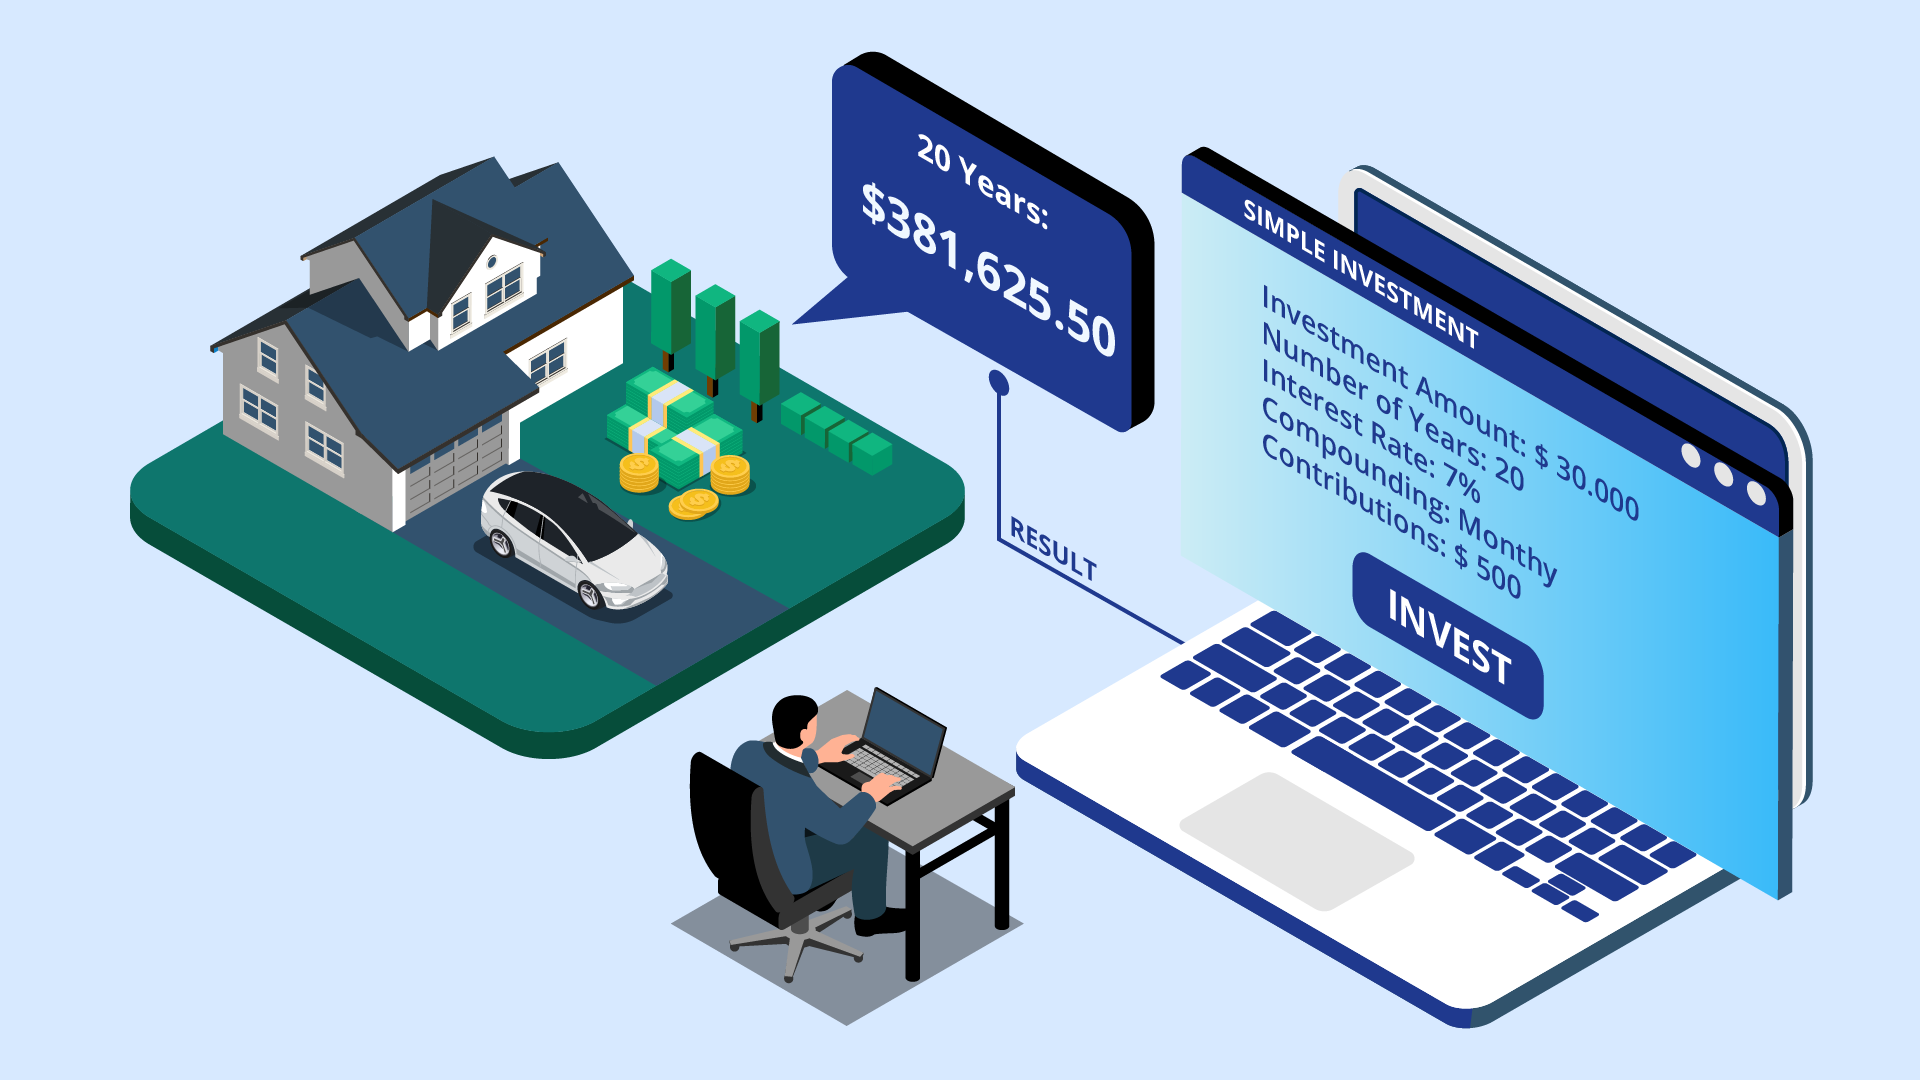 20 Years:
$381,625.50
RESULT
SIMPLE INVESTMENT
Investment Amount: $ 30.000
Number of Years: 20
Interest Rate: 7%
Compounding: Monthy
Contributions: $ 500
INVEST